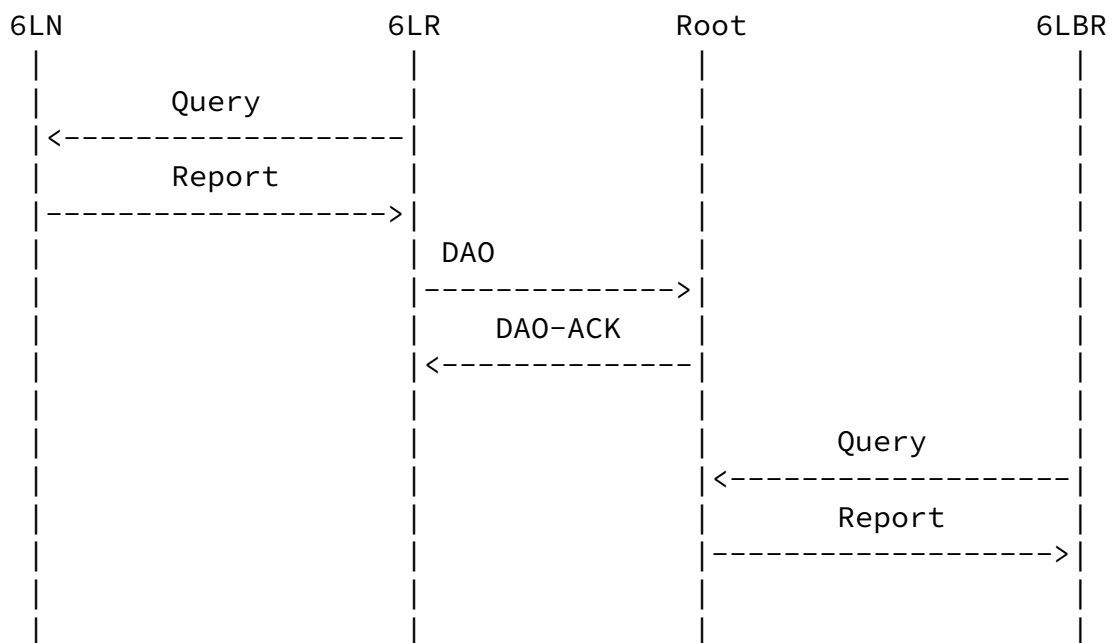 6LN 6LR Root 6LBR
Query
Report
DAO
DAO-ACK
Query
Report